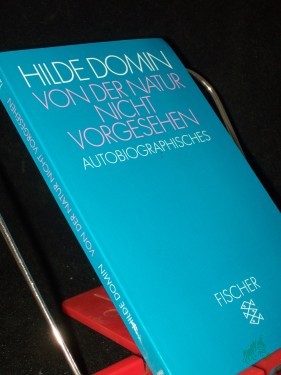 HILDE DOMIN
VON DER NATUR
NICHT
VORGESEHEN
AUTOBIOGRAPHISCHES
FISCHER
HILDE DOMIN VON DER NATUR NICHT VORGESEHEN